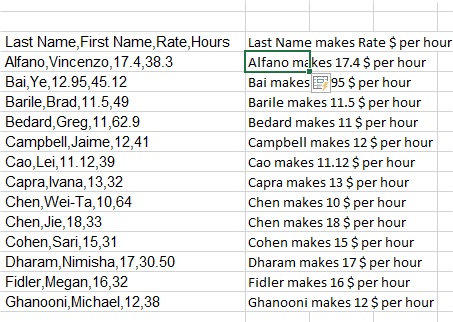 Last Name,First Name,Rate,Hours Last Name makes Rate $ per hour
Alfano,Vincenzo,17.4,38.3 Alfano makes 17.4 $ per hour
Bai,Ye,12.95,45.12 Bai makes 95 $ per hour
Barile,Brad,11.5,49 Barile makes 11.5 $ per hour
Bedard,Greg,11,62.9 Bedard makes 11 $ per hour
Campbell,Jaime,12,41 Campbell makes 12 $ per hour
Cao,Lei,11.12,39 Cao makes 11.12 $ per hour
Capra,Ivana,13,32 Capra makes 13 $ per hour
Chen,Wei-Ta,10,64 Chen makes 10 $ per hour
Chen,Jie,18,33 Chen makes 18 $ per hour
Cohen,Sari,15,31 Cohen makes 15 $ per hour
Dharam,Nimisha,17,30.50 Dharam makes 17 $ per hour
Fidler,Megan,16,32 Fidler makes 16 $ per hour
Ghanooni,Michael,12,38 Ghanooni makes 12 $ per hour